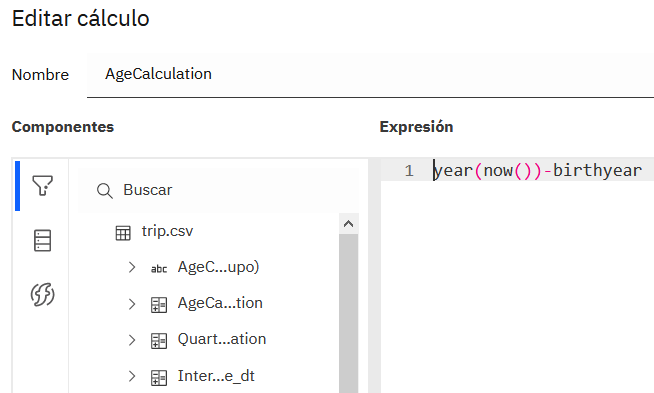 Editar cálculo
Nombre AgeCalculation
Componentes Expresión
Buscar
1 year(now())-birthyear
trip.csv
abc AgeC...upo)
AgeCa...tion
Quart...ation
Inter...e_dt